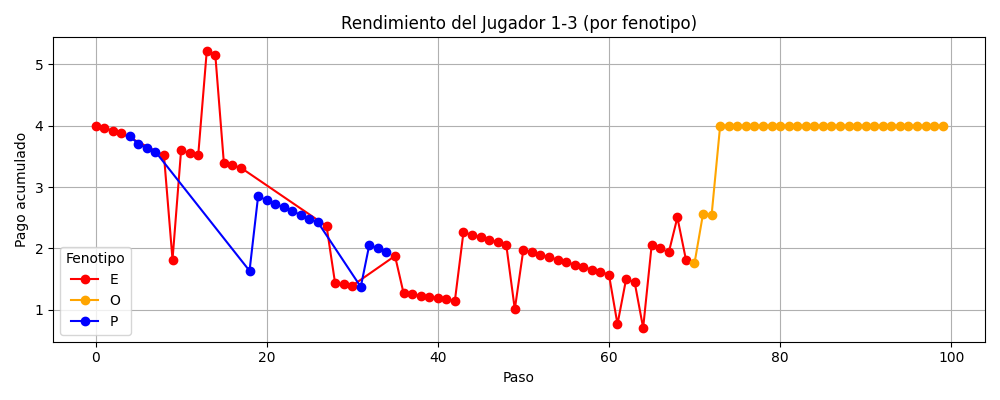 Rendimiento del Jugador 1-3 (por fenotipo)
Pago acumulado
5
4
3
2
1
Fenotipo
E
O
P
0
20
40
60
80
100
Paso